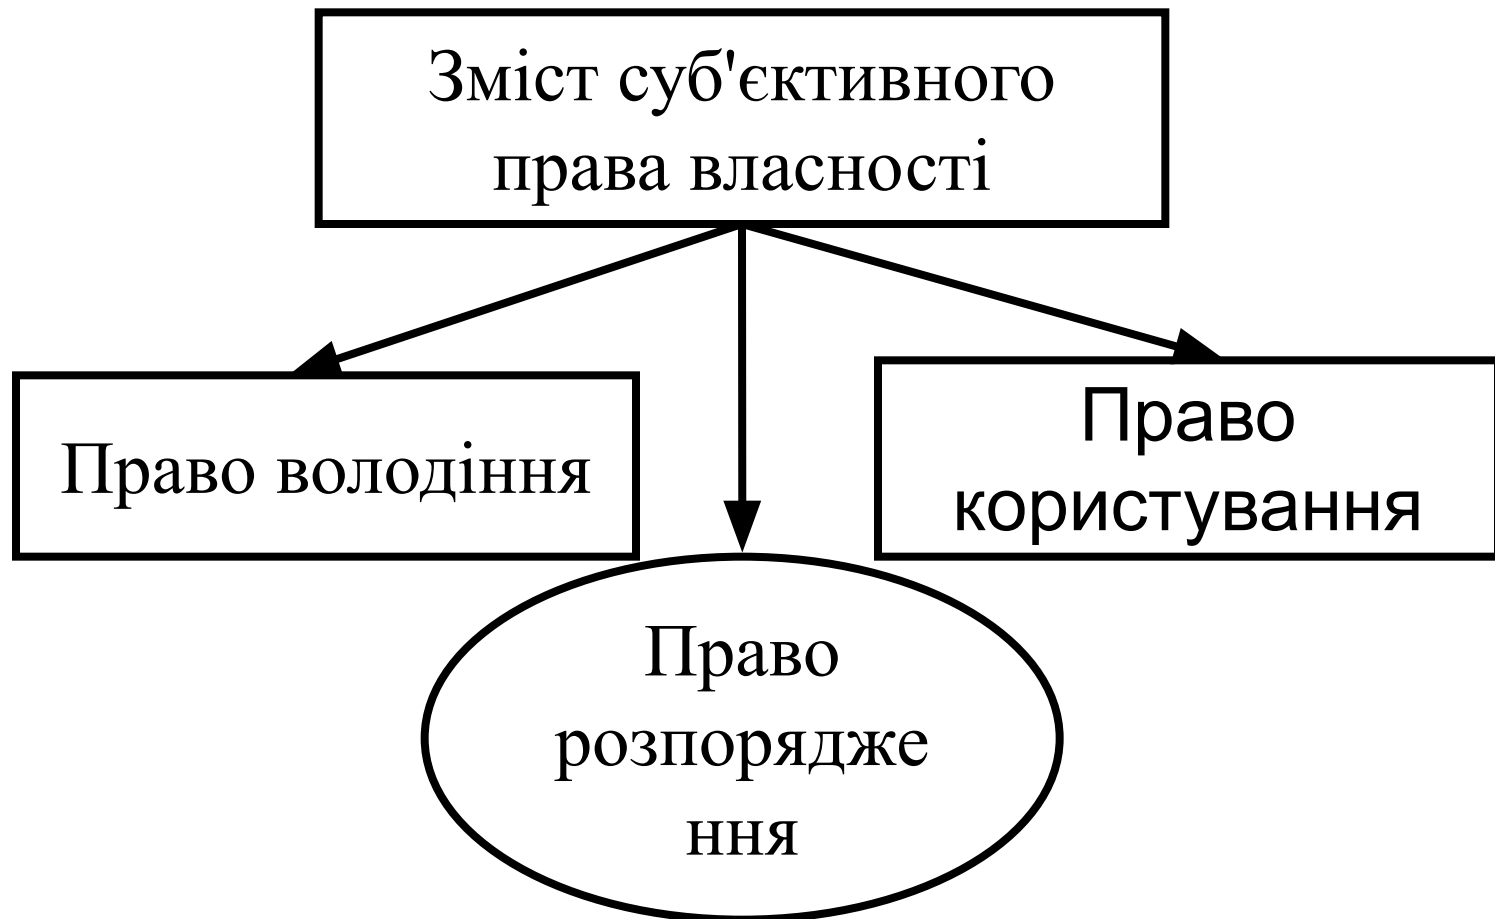 Зміст суб'єктивного
права власності
Право володіння
Право
користування
Право
розпорядже
ння